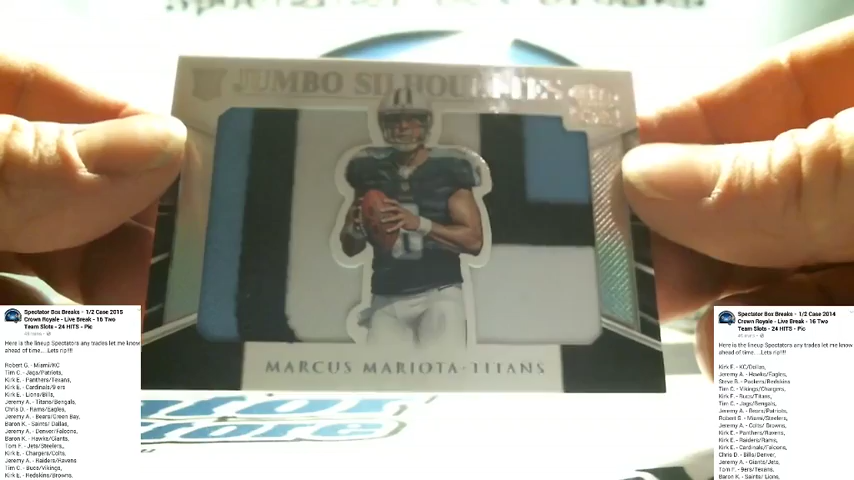 JUMBO SILHOUETTES
MARCUS MARIOTA · TITANS
Spectator Box Breaks - 1/2 Case 2015
Crown Royale - Live Break - 16 Two
Team Slots - 24 HITS - Pic
Here is the lineup Spectators any trades let me know
ahead of time....Lets rip!!!!
Robert G. - Miami/KC
Tim C. - Jags/Patriots,
Kirk E. - Panthers/Texans,
Kirk E. - Cardinals/9ers
Kirk E. - Lions/Bills,
Jeremy A. - Titans/Bengals,
Chris D. - Rams/Eagles,
Jeremy A. - Bears/Green Bay,
Baron K. - Saints/ Dallas,
Jeremy A. - Denver/Falcons,
Baron K. - Hawks/Giants,
Tom F. - Jets/Steelers,
Kirk E. - Chargers/Colts,
Jeremy A. - Raiders/Ravens
Tim C. - Bucs/Vikings,
Kirk E. - Redskins/Browns,
Spectator Box Breaks - 1/2 Case 2014
Crown Royale - Live Break - 16 Two
Team Slots - 24 HITS - Pic
Here is the lineup Spectators any trades let me know
ahead of time....Lets rip!!!!
Kirk E. - KC/Dallas,
Jeremy A. - Hawks/Eagles,
Steve B. - Packers/Redskins
Tim C. - Vikings/Chargers,
Kirk E. - Bucs/Titans,
Tim C. - Jags/Bengals,
Jeremy A. - Bears/Patriots,
Robert G. - Miami/Steelers,
Jeremy A. - Colts/ Browns,
Kirk E. - Panthers/Ravens,
Kirk E. - Raiders/Rams,
Kirk E. - Cardinals/Falcons,
Chris D. - Bills/Denver,
Jeremy A. - Giants/Jets,
Tom F. - 9ers/Texans,
Baron K. - Saints/ Lions,